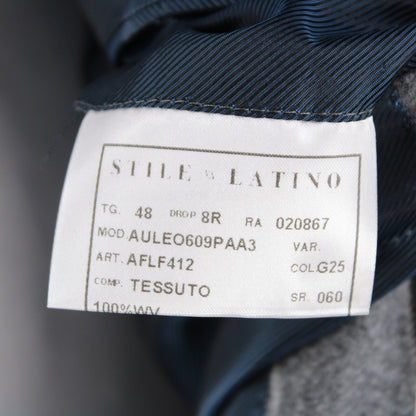 STILE LATINO
TG. 48 DROP 8R RA 020867
MOD. AULEO609PAA3 VAR.
ART. AFLF412 COL. G25
COMP. TESSUTO SR. 060
100%WV